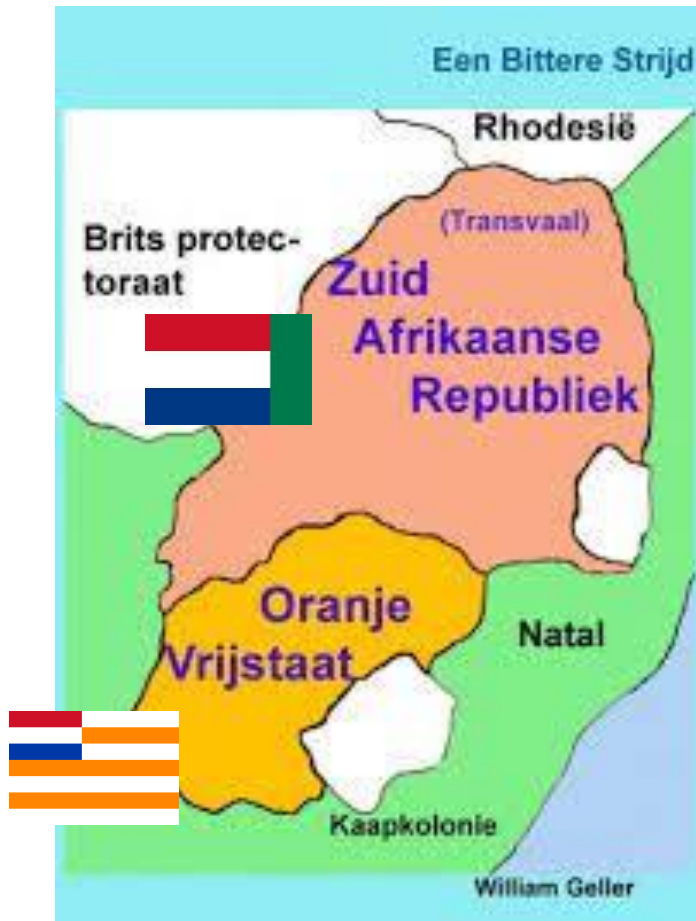 Een Bittere Strijd
Rhodesië
(Transvaal)
Brits protec-
toraat
Zuid
Afrikaanse
Republiek
Oranje
Vrijstaat
Natal
Kaapkolonie
William Geller